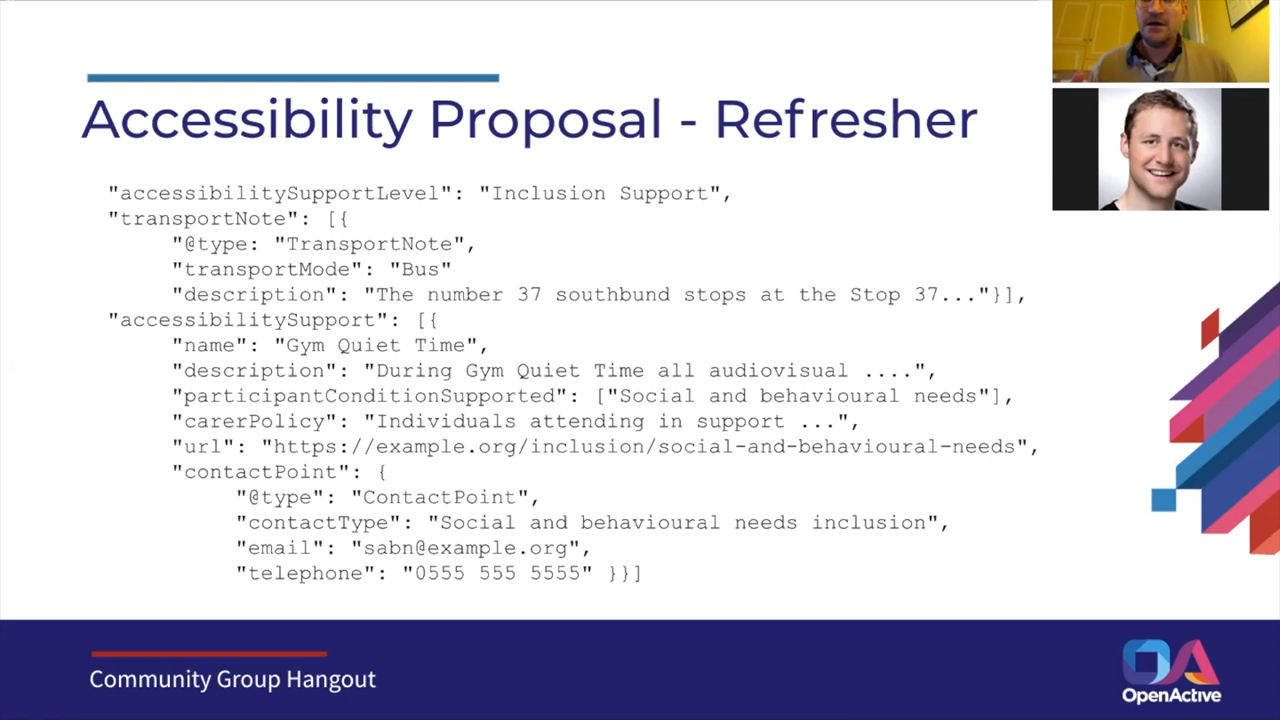 Accessibility Proposal - Refresher
"accessibilitySupportLevel": "Inclusion Support",
"transportNote": [{
"@type: "TransportNote",
"transportMode": "Bus"
"description": "The number 37 southbund stops at the Stop 37..."}],
"accessibilitySupport": [{
"name": "Gym Quiet Time",
"description": "During Gym Quiet Time all audiovisual ....",
"participantConditionSupported": ["Social and behavioural needs"],
"carerPolicy": "Individuals attending in support ...",
"url": "https://example.org/inclusion/social-and-behavioural-needs",
"contactPoint": {
"@type": "ContactPoint",
"contactType": "Social and behavioural needs inclusion",
"email": "sabn@example.org",
"telephone": "0555 555 5555" }}]
Community Group Hangout
OA
OpenActive